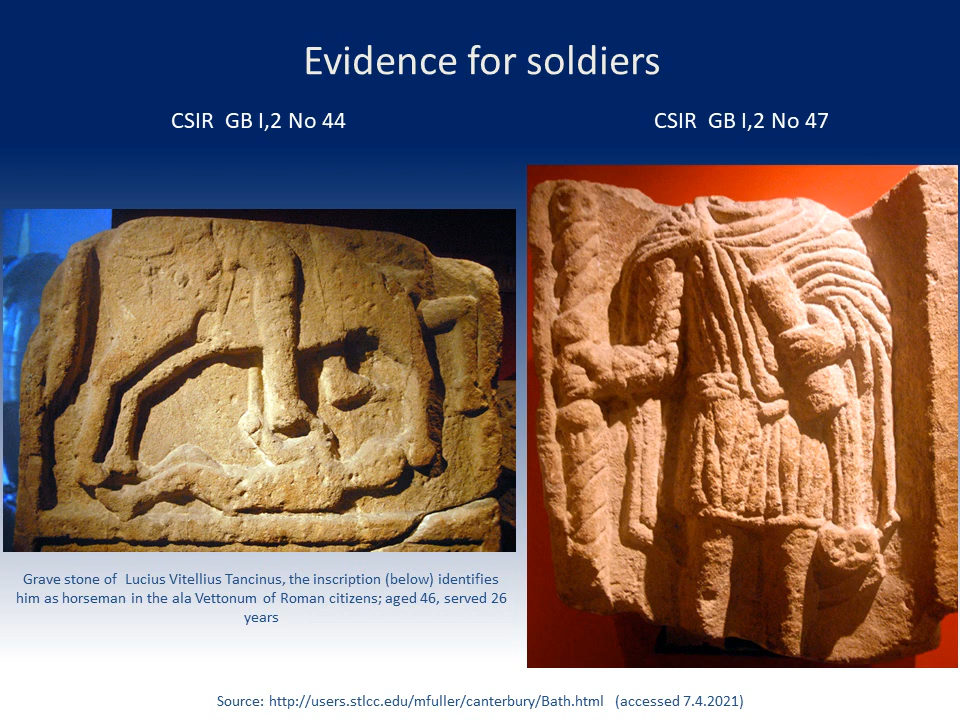 Evidence for soldiers
CSIR GB I,2 No 44
CSIR GB I,2 No 47
Grave stone of Lucius Vitellius Tancinus, the inscription (below) identifies
him as horseman in the ala Vettonum of Roman citizens; aged 46, served 26
years
Source: http://users.stlcc.edu/mfuller/canterbury/Bath.html (accessed 7.4.2021)